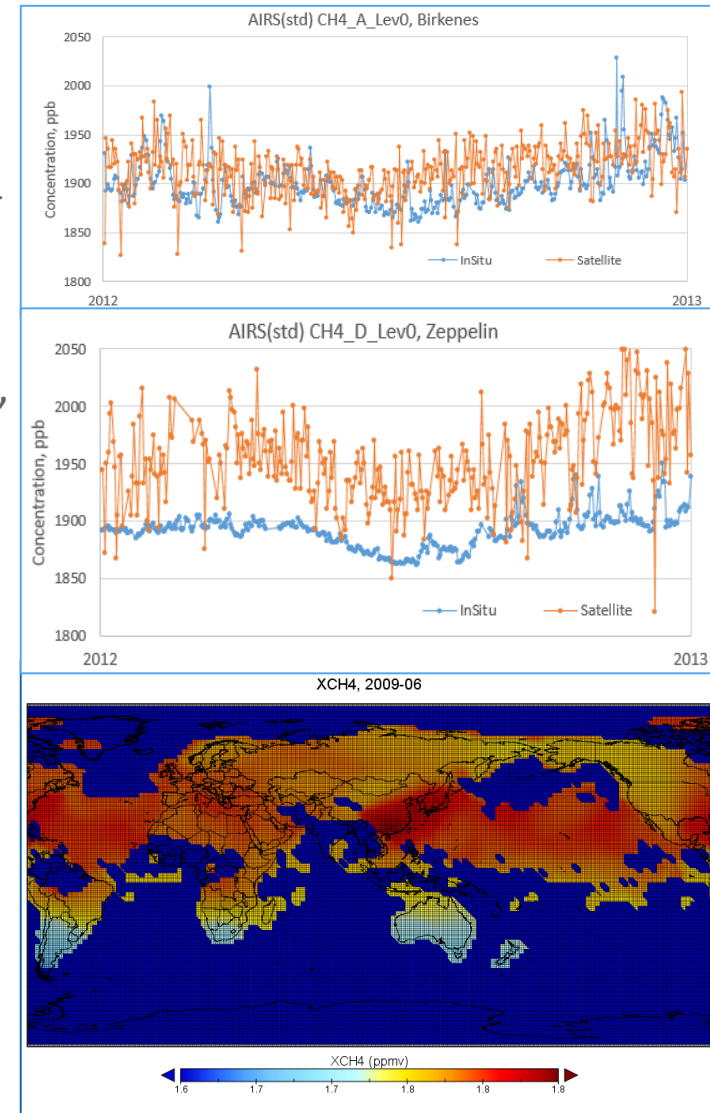 AIRS(std) CH4_A_Lev0, Birkenes
2050
2000
1950
1900
1850
1800
Concentration, ppb
InSitu
Satellite
2012
2013
AIRS(std) CH4_D_Lev0, Zeppelin
2050
2000
1950
1900
1850
1800
Concentration, ppb
InSitu
Satellite
2012
2013
XCH4, 2009-06
XCH4 (ppmv)
1.6 1.7 1.7 1.8 1.8 1.8